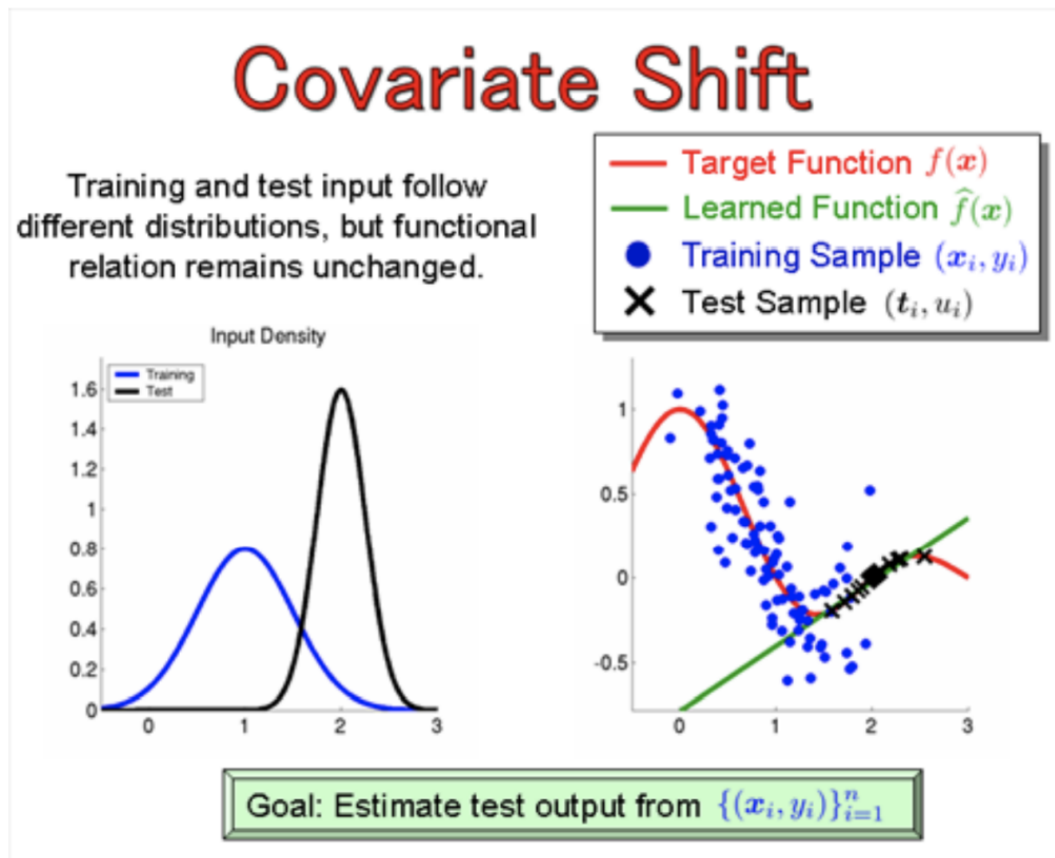 Covariate Shift
Training and test input follow
different distributions, but functional
relation remains unchanged.
Target Function f(x)
Learned Function f̂(x)
Training Sample (xᵢ, yᵢ)
Test Sample (tᵢ, uᵢ)
Input Density
Training
Test
1.6
1.4
1.2
1
0.8
0.6
0.4
0.2
0
0 1 2 3
1
0.5
0
-0.5
0 1 2 3
Goal: Estimate test output from {(xᵢ, yᵢ)}ⁿᵢ₌₁